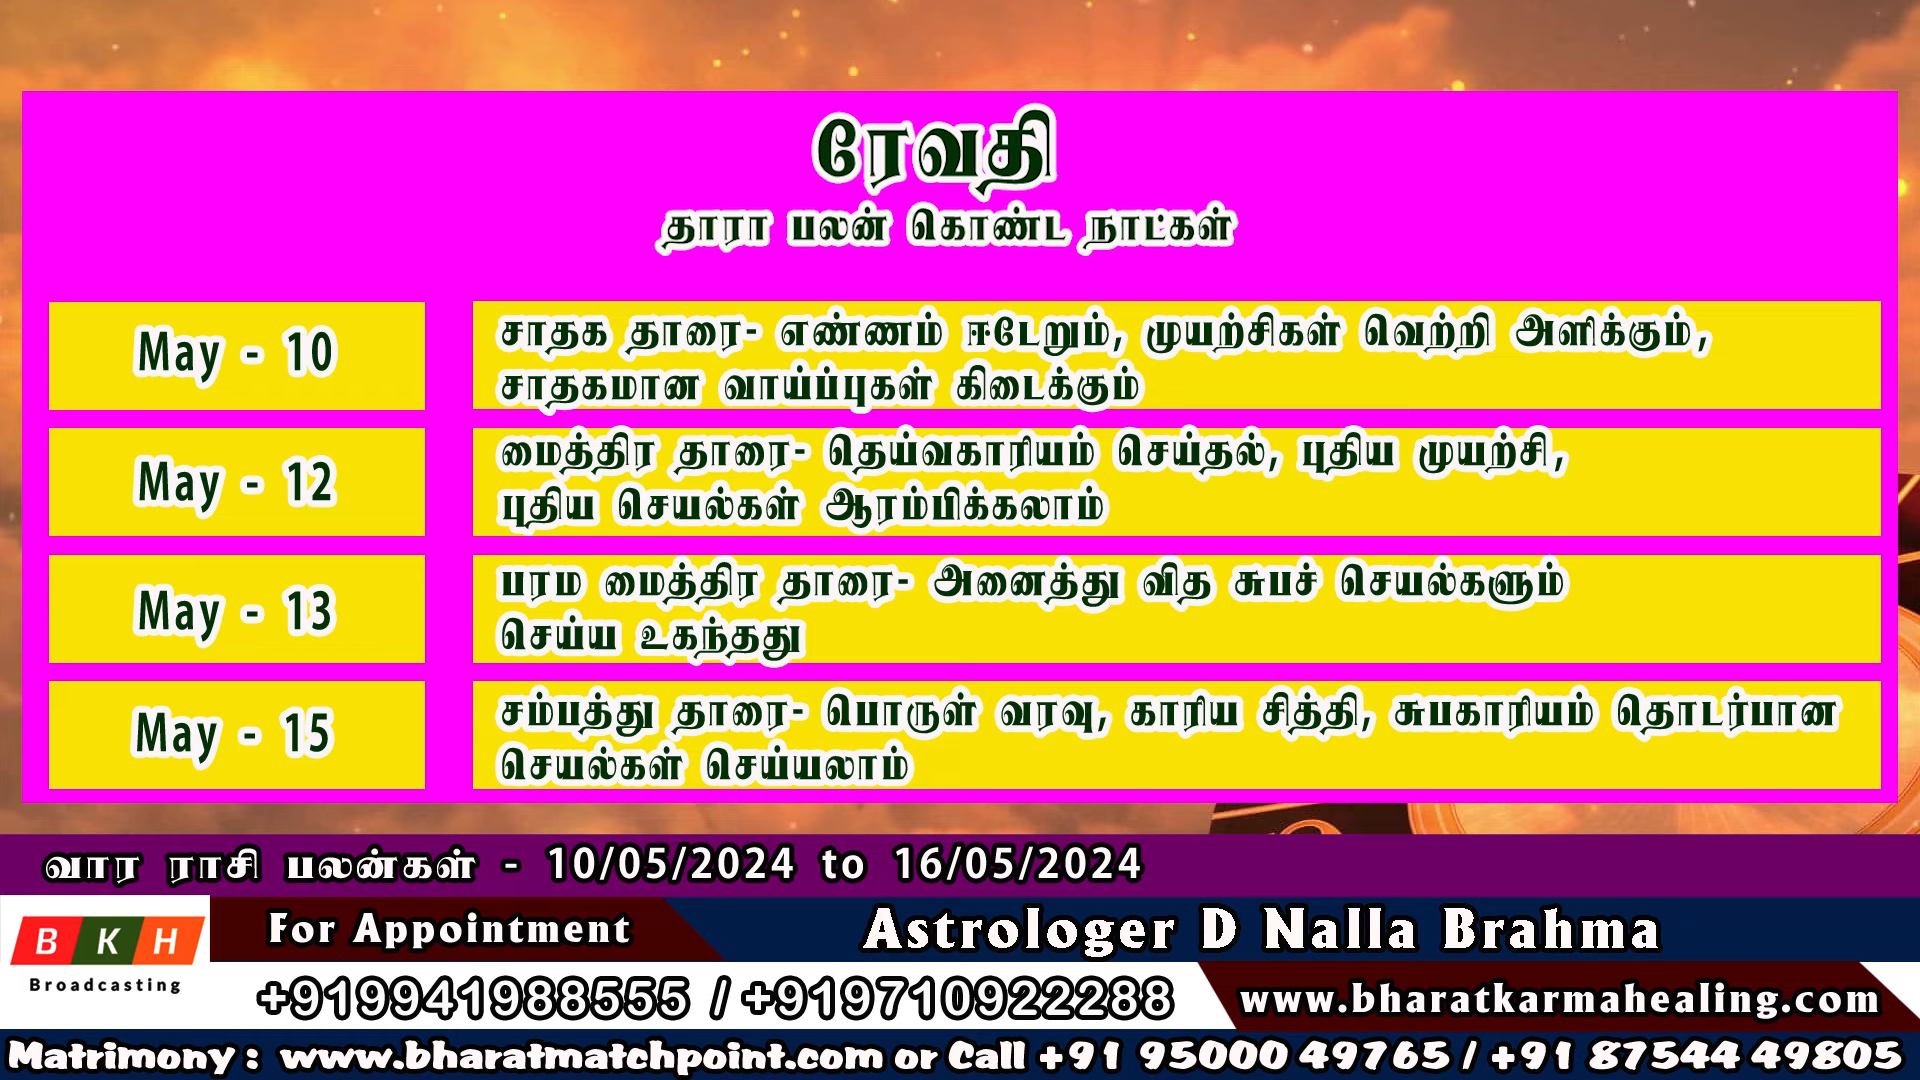 ரேவதி
தாரா பலன் கொண்ட நாட்கள்
May - 10
சாதக தாரை- எண்ணம் ஈடேறும், முயற்சிகள் வெற்றி அளிக்கும்,
சாதகமான வாய்ப்புகள் கிடைக்கும்
May - 12
மைத்திர தாரை- தெய்வகாரியம் செய்தல், புதிய முயற்சி,
புதிய செயல்கள் ஆரம்பிக்கலாம்
May - 13
பரம மைத்திர தாரை- அனைத்து வித சுபச் செயல்களும்
செய்ய உகந்தது
May - 15
சம்பத்து தாரை- பொருள் வரவு, காரிய சித்தி, சுபகாரியம் தொடர்பான
செயல்கள் செய்யலாம்
வார ராசி பலன்கள் - 10/05/2024 to 16/05/2024
BKH
Broadcasting
For Appointment
Astrologer D Nalla Brahma
+919941988555 / +919710922288
www.bharatkarmahealing.com
Matrimony : www.bharatmatchpoint.com or Call +91 95000 49765 / +91 87544 49805